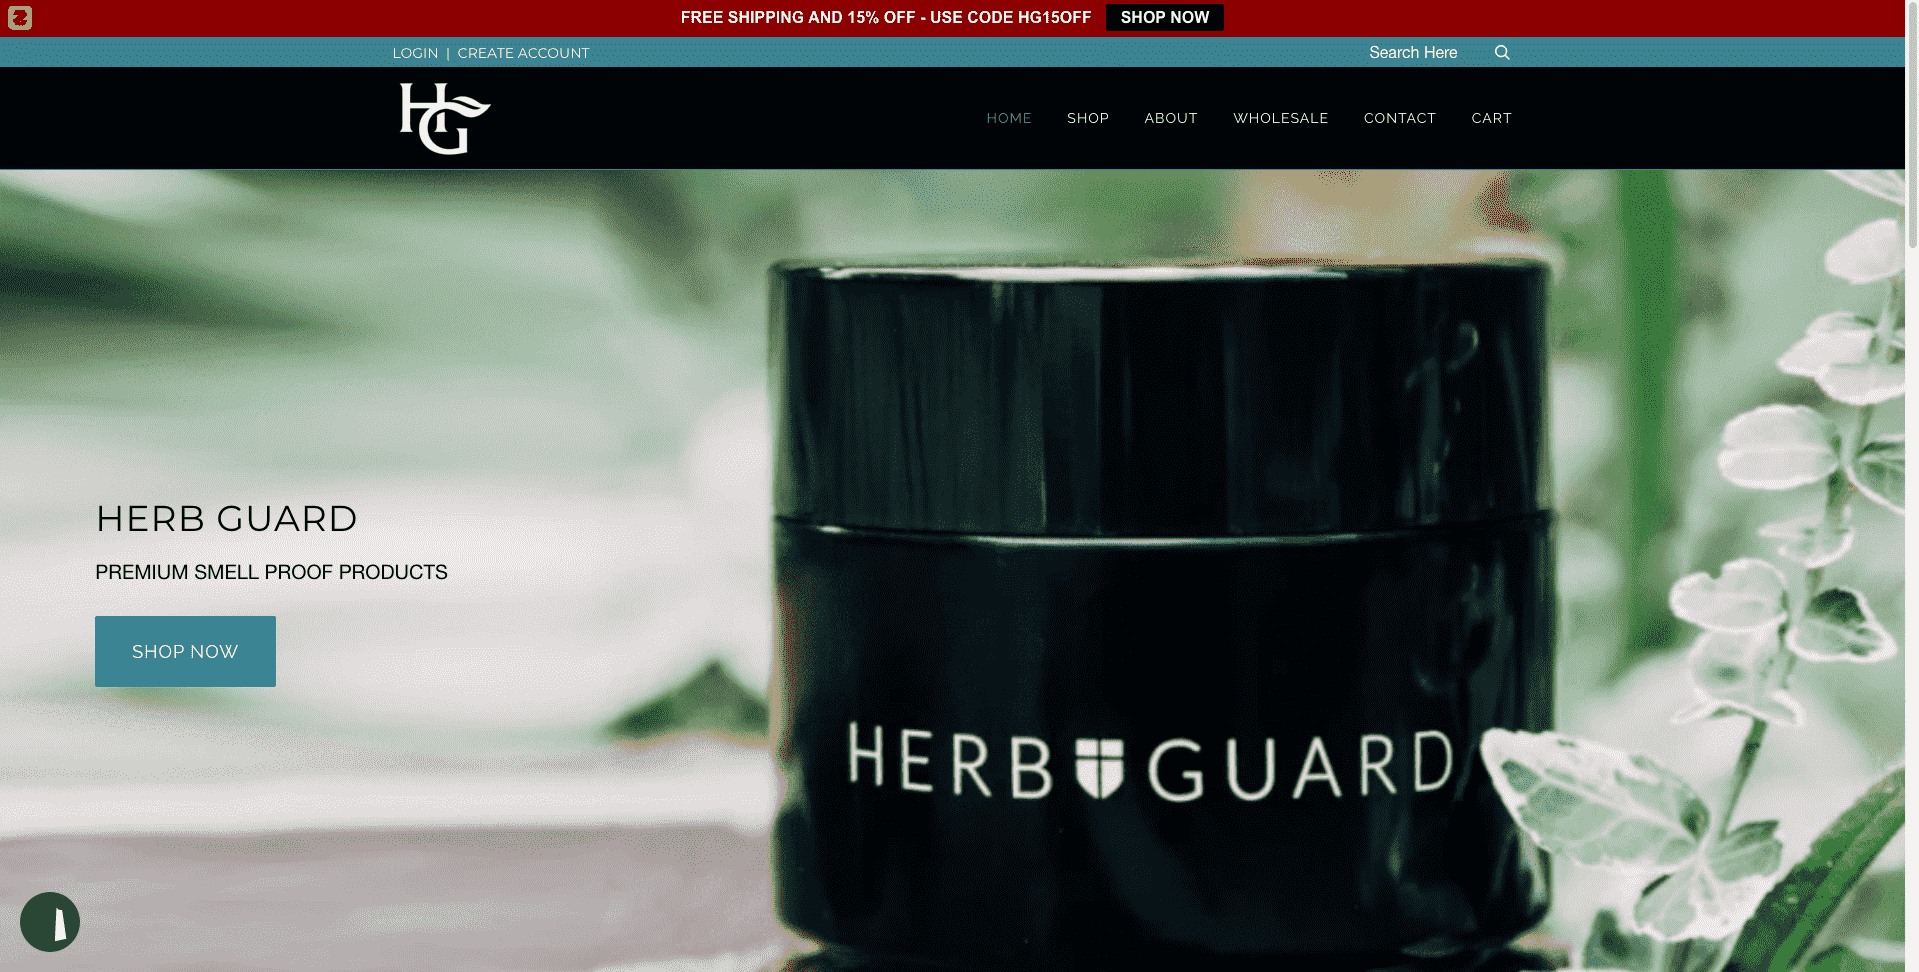 FREE SHIPPING AND 15% OFF - USE CODE HG15OFF SHOP NOW
LOGIN | CREATE ACCOUNT
Search Here
HG
HOME SHOP ABOUT WHOLESALE CONTACT CART
HERB GUARD
PREMIUM SMELL PROOF PRODUCTS
SHOP NOW
HERB GUARD